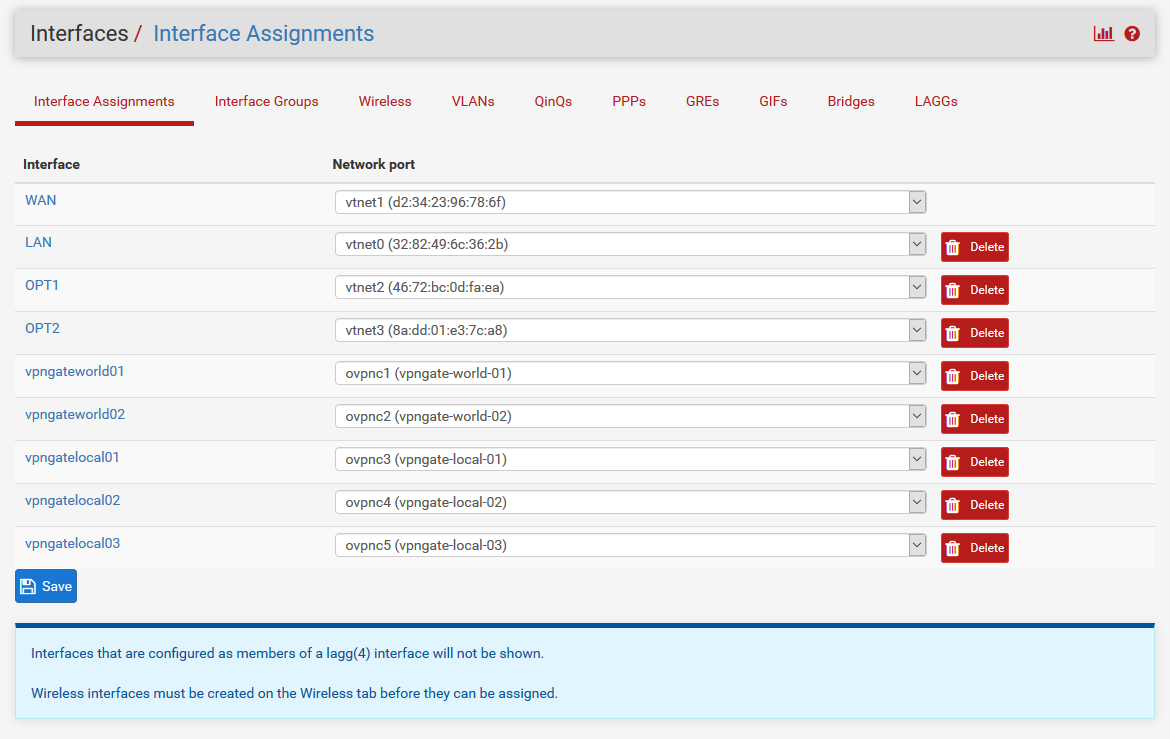 Interfaces / Interface Assignments
Interface Assignments Interface Groups Wireless VLANs QinQs PPPs GREs GIFs Bridges LAGGs
Interface Network port
WAN vtnet1 (d2:34:23:96:78:6f)
LAN vtnet0 (32:82:49:6c:36:2b) Delete
OPT1 vtnet2 (46:72:bc:0d:fa:ea) Delete
OPT2 vtnet3 (8a:dd:01:e3:7c:a8) Delete
vpngateworld01 ovpnc1 (vpngate-world-01) Delete
vpngateworld02 ovpnc2 (vpngate-world-02) Delete
vpngatelocal01 ovpnc3 (vpngate-local-01) Delete
vpngatelocal02 ovpnc4 (vpngate-local-02) Delete
vpngatelocal03 ovpnc5 (vpngate-local-03) Delete
Save
Interfaces that are configured as members of a lagg(4) interface will not be shown.
Wireless interfaces must be created on the Wireless tab before they can be assigned.